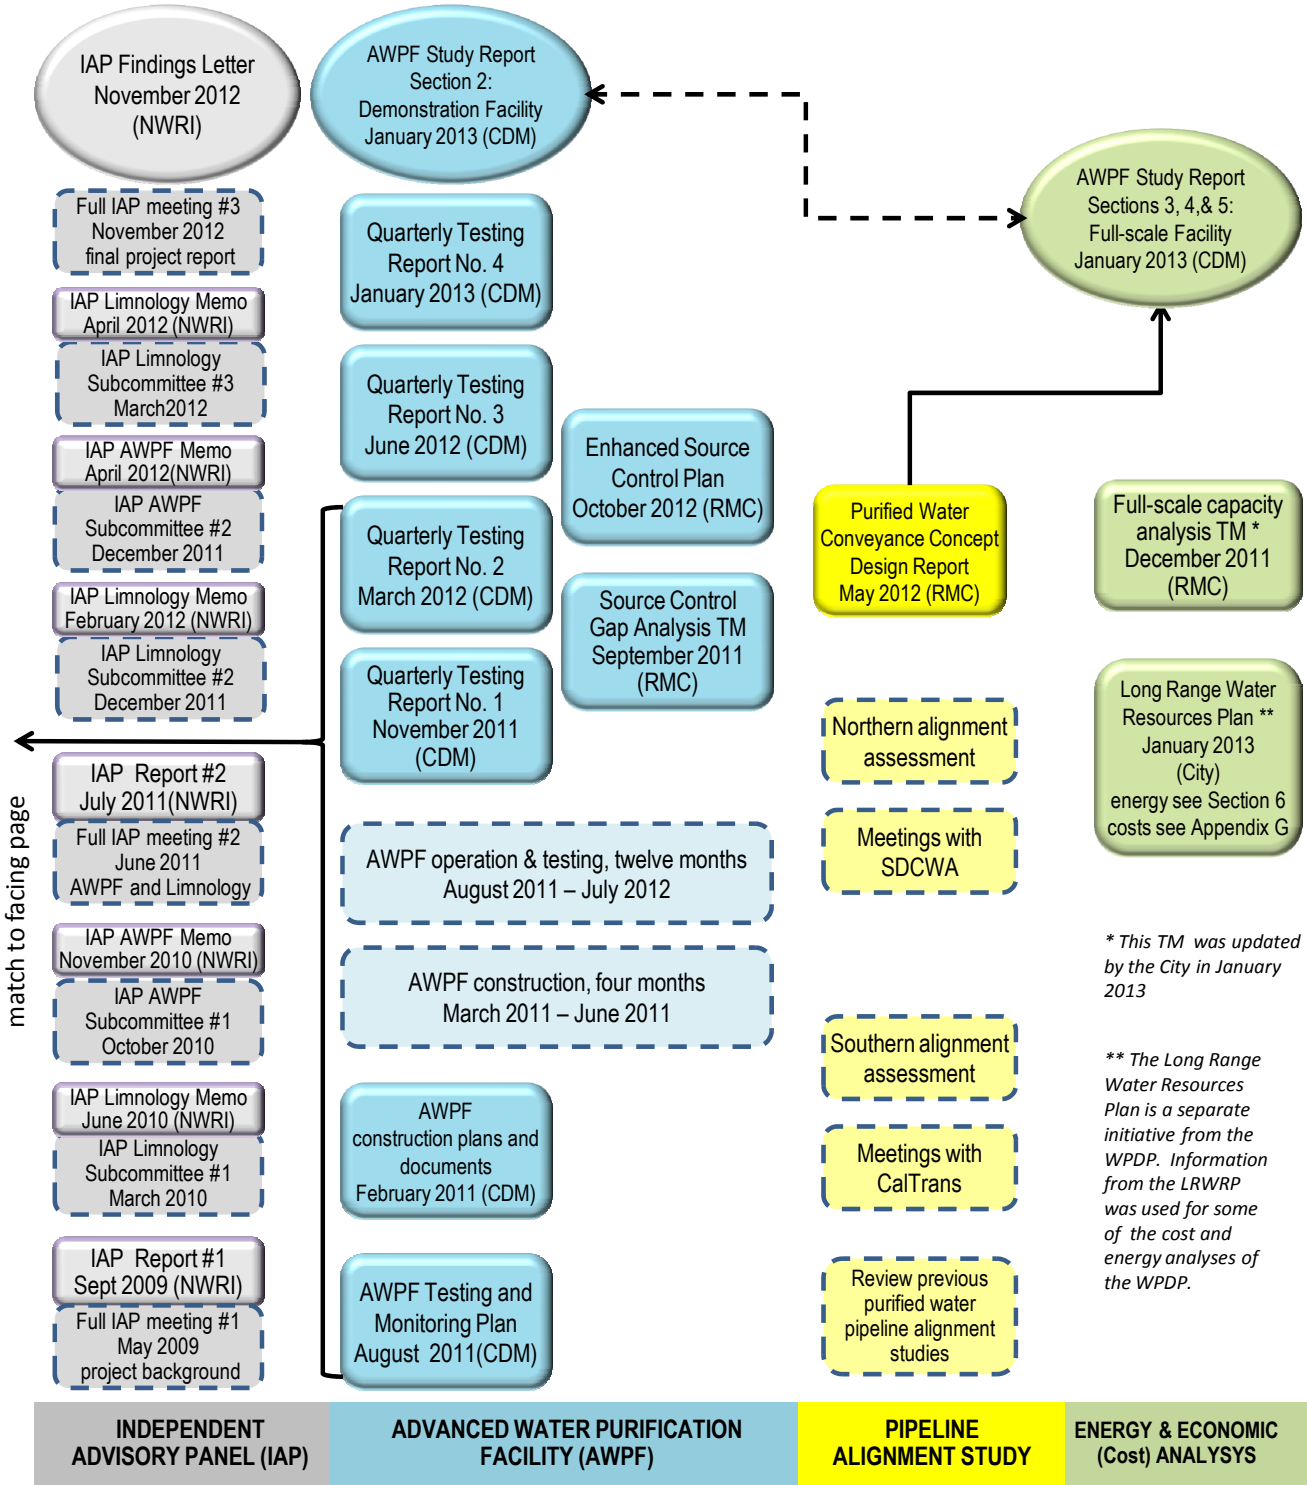 IAP Findings Letter
November 2012
(NWRI)
Full IAP meeting #3
November 2012
final project report
IAP Limnology Memo
April 2012 (NWRI)
IAP Limnology
Subcommittee #3
March2012
IAP AWPF Memo
April 2012(NWRI)
IAP AWPF
Subcommittee #2
December 2011
IAP Limnology Memo
February 2012 (NWRI)
IAP Limnology
Subcommittee #2
December 2011
IAP Report #2
July 2011(NWRI)
Full IAP meeting #2
June 2011
AWPF and Limnology
IAP AWPF Memo
November 2010 (NWRI)
IAP AWPF
Subcommittee #1
October 2010
IAP Limnology Memo
June 2010 (NWRI)
IAP Limnology
Subcommittee #1
March 2010
IAP Report #1
Sept 2009 (NWRI)
Full IAP meeting #1
May 2009
project background
match to facing page
INDEPENDENT
ADVISORY PANEL (IAP)
AWPF Study Report
Section 2:
Demonstration Facility
January 2013 (CDM)
Quarterly Testing
Report No. 4
January 2013 (CDM)
Quarterly Testing
Report No. 3
June 2012 (CDM)
Quarterly Testing
Report No. 2
March 2012 (CDM)
Quarterly Testing
Report No. 1
November 2011
(CDM)
Enhanced Source
Control Plan
October 2012 (RMC)
Source Control
Gap Analysis TM
September 2011
(RMC)
AWPF operation & testing, twelve months
August 2011 – July 2012
AWPF construction, four months
March 2011 – June 2011
AWPF
construction plans and
documents
February 2011 (CDM)
AWPF Testing and
Monitoring Plan
August 2011(CDM)
ADVANCED WATER PURIFICATION
FACILITY (AWPF)
Purified Water
Conveyance Concept
Design Report
May 2012 (RMC)
Northern alignment
assessment
Meetings with
SDCWA
Southern alignment
assessment
Meetings with
CalTrans
Review previous
purified water
pipeline alignment
studies
PIPELINE
ALIGNMENT STUDY
AWPF Study Report
Sections 3, 4,& 5:
Full-scale Facility
January 2013 (CDM)
Full-scale capacity
analysis TM *
December 2011
(RMC)
Long Range Water
Resources Plan **
January 2013
(City)
energy see Section 6
costs see Appendix G
* This TM was updated
by the City in January
2013
** The Long Range
Water Resources
Plan is a separate
initiative from the
WPDP. Information
from the LRWRP
was used for some
of the cost and
energy analyses of
the WPDP.
ENERGY & ECONOMIC
(Cost) ANALYSYS